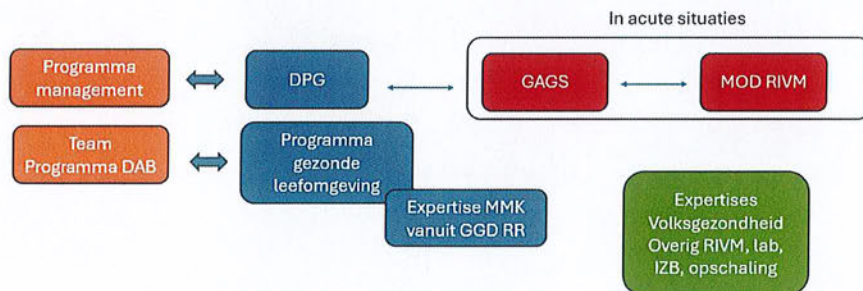 In acute situaties
Programma
management
DPG
GAGS
MOD RIVM
Team
Programma DAB
Programma
gezonde
leefomgeving
Expertise MMK
vanuit GGD RR
Expertises
Volksgezondheid
Overig RIVM, lab,
IZB, opschaling